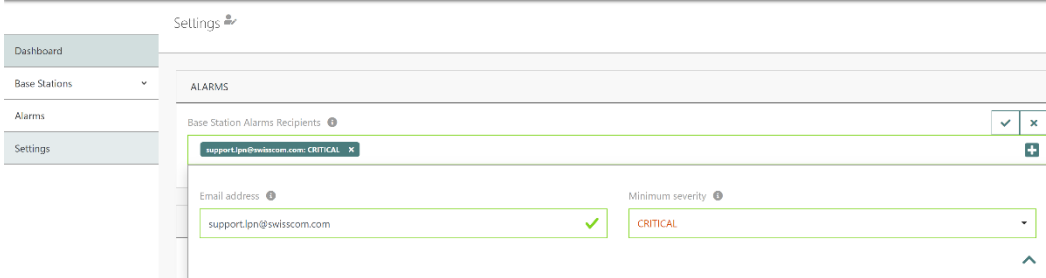 Settings
Dashboard
Base Stations
Alarms
Settings
ALARMS
Base Station Alarms Recipients
support.lpn@swisscom.com: CRITICAL
Email address
Minimum severity
support.lpn@swisscom.com
CRITICAL